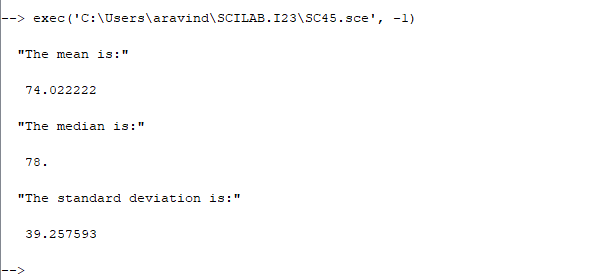 --> exec('C:\Users\aravind\SCILAB.I23\SC45.sce', -1)
"The mean is:"
74.022222
"The median is:"
78.
"The standard deviation is:"
39.257593
-->